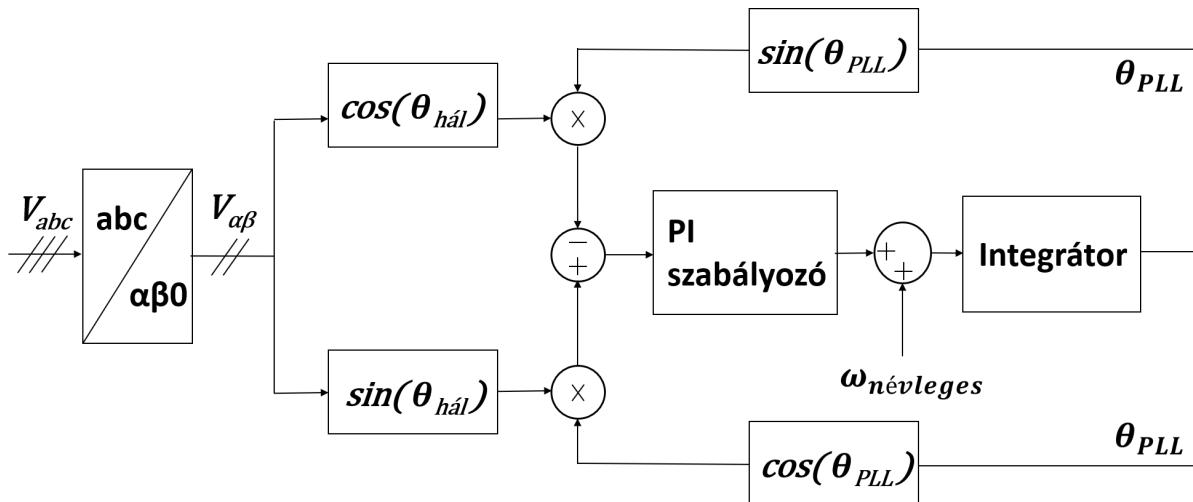 sin(θ_PLL)
θ_PLL
cos(θ_hál)
×
V_abc
abc
αβ0
V_αβ
−
+
PI
szabályozó
+
+
Integrátor
sin(θ_hál)
×
ω_névleges
cos(θ_PLL)
θ_PLL